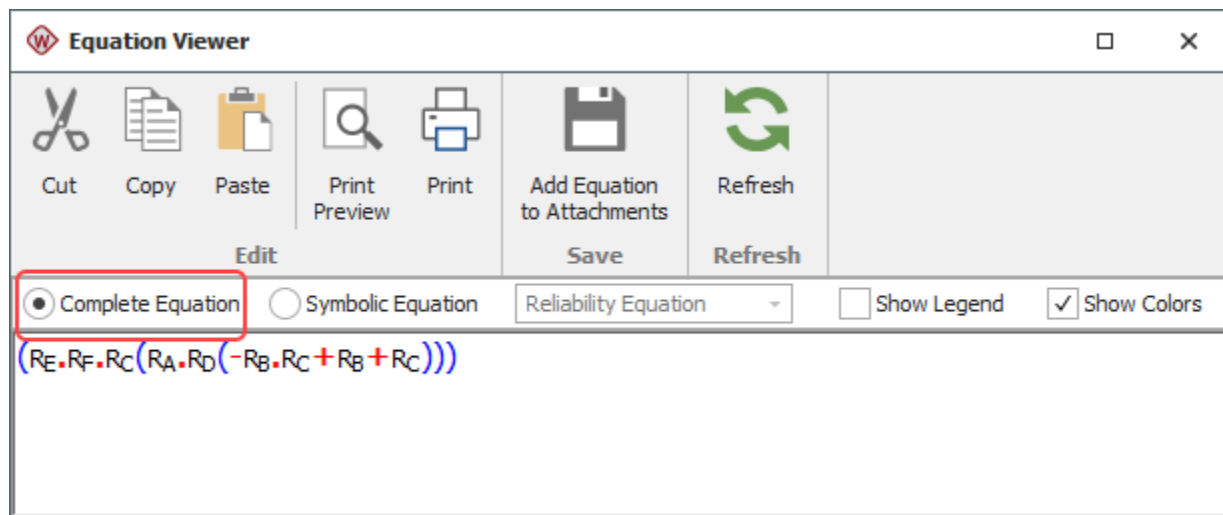 W Equation Viewer
Cut Copy Paste Print Preview Print Add Equation to Attachments Refresh
Edit Save Refresh
Complete Equation Symbolic Equation Reliability Equation Show Legend Show Colors
(RE.RF.RC(RA.RD(-RB.RC+RB+RC)))